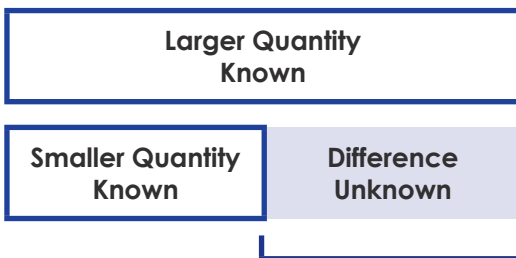 Larger Quantity
Known
Smaller Quantity
Known
Difference
Unknown